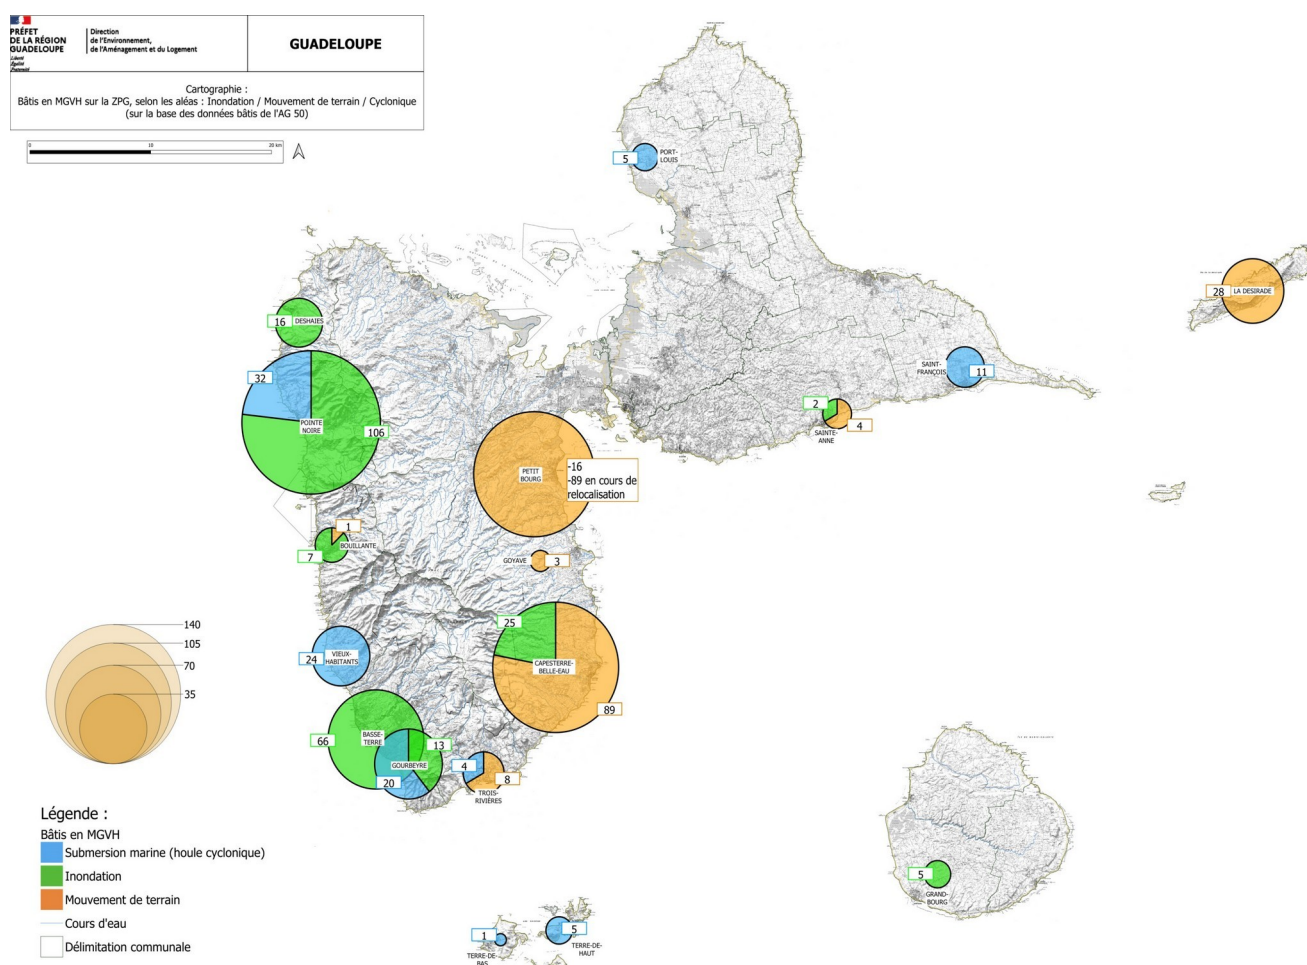 PRÉFET
DE LA RÉGION
GUADELOUPE
Liberté
Égalité
Fraternité
Direction
de l'Environnement,
de l'Aménagement et du Logement
GUADELOUPE
Cartographie :
Bâtis en MGVH sur la ZPG, selon les aléas : Inondation / Mouvement de terrain / Cyclonique
(sur la base des données bâtis de l'AG 50)
0 10 20 km
5 PORT-
LOUIS
28 LA DESIRADE
16 DESHAIES
32
POINTE
NOIRE
106
SAINT-
FRANÇOIS
11
2
4
SAINTE-
ANNE
PETIT
BOURG
-16
-89 en cours de
relocalisation
1
BOUILLANTE
7
GOYAVE 3
25
CAPESTERRE-
BELLE-EAU
89
VIEUX-
HABITANTS
24
BASSE-
TERRE
66
13
GOURBEYRE
20
4
8
TROIS-
RIVIÈRES
140
105
70
35
5
GRAND-
BOURG
1
TERRE-DE-
BAS
5
TERRE-DE-
HAUT
Légende :
Bâtis en MGVH
Submersion marine (houle cyclonique)
Inondation
Mouvement de terrain
Cours d'eau
Délimitation communale